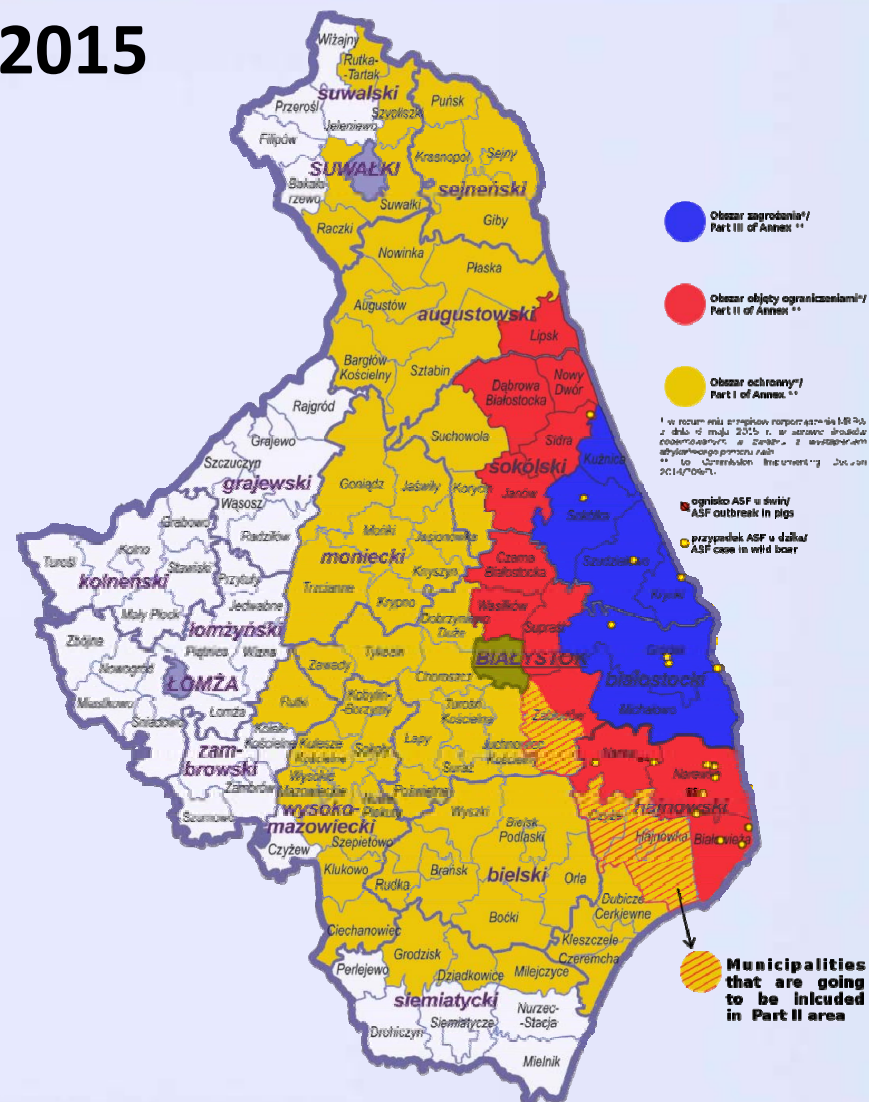 2015
Wiżajny
Rutka-
-Tartak
suwalski
Szypliszki
Puńsk
Przerośl
Jeleniewo
Filipów
Krasnopol
Sejny
SUWAŁKI
sejneński
Bakała-
rzewo
Suwałki
Raczki
Giby
Obszar zagrożenia*/
Part III of Annex **
Nowinka
Płaska
Augustów
augustowski
Lipsk
Obszar objęty ograniczeniami*/
Part II of Annex **
Bargłów
Kościelny
Sztabin
Dąbrowa
Białostocka
Nowy
Dwór
Obszar ochronny*/
Part I of Annex **
Rajgród
Grajewo
Suchowola
Sidra
Kuźnica
Szczuczyn
grajewski
sokólski
Goniądz
Jaświły
Korycin
Janów
Wąsosz
Sokółka
ognisko ASF u świń/
ASF outbreak in pigs
Grabowo
Radziłów
Mońki
Jasionówka
przypadek ASF u dzika/
ASF case in wild boar
Turośl
Kolno
moniecki
Czarna
Białostocka
Szudziałowo
Stawiski
kolneński
Przytuły
Knyszyn
Trzcianne
Krynki
Mały Płock
Jedwabne
Krypno
Wasilków
łomżyński
Dobrzyniewo
Duże
Supraśl
Zbójna
Piątnica
Wizna
Tykocin
Gródek
Nowogród
Zawady
BIAŁYSTOK
ŁOMŻA
Choroszcz
białostocki
Miastkowo
Rutki
Kobylin-
-Borzymy
Michałowo
Łomża
Śniadowo
Turośń
Kościelna
Zabłudów
Kołaki
Kościelne
Kulesze
Kościelne
Sokoły
Łapy
Juchnowiec
Kościelny
zam-
browski
Suraż
Narew
Zambrów
Wysokie
Mazowieckie
Nowe
Piekuty
Poświętne
Narewka
Szumowo
wysoko-
mazowiecki
Wyszki
Czyże
hajnowski
Bielsk
Podlaski
Hajnówka
Białowieża
Czyżew
Szepietowo
Klukowo
Brańsk
bielski
Orla
Rudka
Dubicze
Cerkiewne
Boćki
Ciechanowiec
Kleszczele
Grodzisk
Czeremcha
Perlejewo
Dziadkowice
Milejczyce
Municipalities
that are going
to be inlcuded
in Part II area
siemiatycki
Nurzec-
-Stacja
Siemiatycze
Drohiczyn
Mielnik